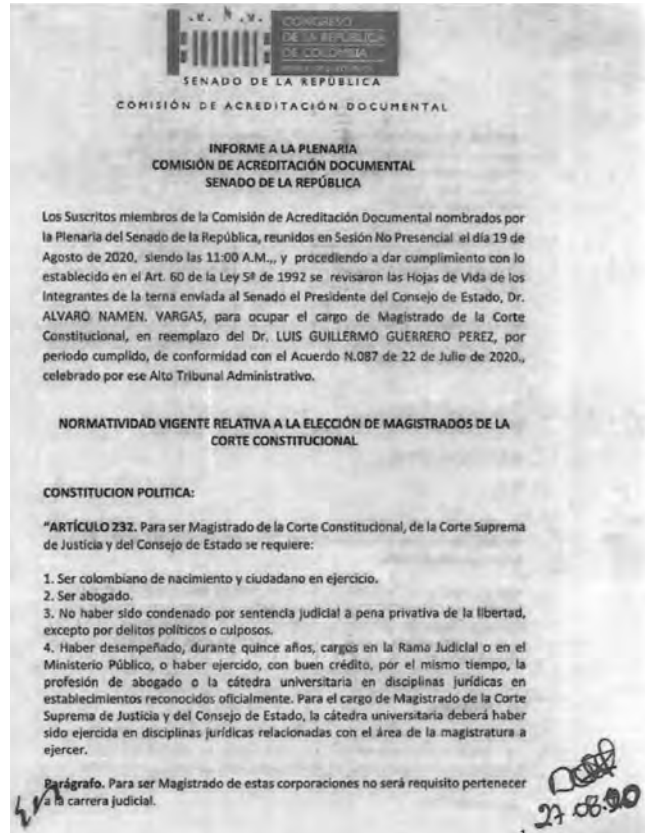 CONGRESO
DE LA REPÚBLICA
DE COLOMBIA
SENADO DE LA REPÚBLICA
COMISIÓN DE ACREDITACIÓN DOCUMENTAL
INFORME A LA PLENARIA
COMISIÓN DE ACREDITACIÓN DOCUMENTAL
SENADO DE LA REPÚBLICA
Los Suscritos miembros de la Comisión de Acreditación Documental nombrados por
la Plenaria del Senado de la República, reunidos en Sesión No Presencial el día 19 de
Agosto de 2020, siendo las 11:00 A.M.,, y procediendo a dar cumplimiento con lo
establecido en el Art. 60 de la Ley 5ª de 1992 se revisaron las Hojas de Vida de los
Integrantes de la terna enviada al Senado el Presidente del Consejo de Estado, Dr.
ALVARO NAMEN. VARGAS, para ocupar el cargo de Magistrado de la Corte
Constitucional, en reemplazo del Dr. LUIS GUILLERMO GUERRERO PEREZ, por
periodo cumplido, de conformidad con el Acuerdo N.087 de 22 de Julio de 2020.,
celebrado por ese Alto Tribunal Administrativo.
NORMATIVIDAD VIGENTE RELATIVA A LA ELECCIÓN DE MAGISTRADOS DE LA
CORTE CONSTITUCIONAL
CONSTITUCION POLITICA:
"ARTÍCULO 232. Para ser Magistrado de la Corte Constitucional, de la Corte Suprema
de Justicia y del Consejo de Estado se requiere:
1. Ser colombiano de nacimiento y ciudadano en ejercicio.
2. Ser abogado.
3. No haber sido condenado por sentencia judicial a pena privativa de la libertad,
excepto por delitos políticos o culposos.
4. Haber desempeñado, durante quince años, cargos en la Rama Judicial o en el
Ministerio Público, o haber ejercido, con buen crédito, por el mismo tiempo, la
profesión de abogado o la cátedra universitaria en disciplinas jurídicas en
establecimientos reconocidos oficialmente. Para el cargo de Magistrado de la Corte
Suprema de Justicia y del Consejo de Estado, la cátedra universitaria deberá haber
sido ejercida en disciplinas jurídicas relacionadas con el área de la magistratura a
ejercer.
Parágrafo. Para ser Magistrado de estas corporaciones no será requisito pertenecer
a la carrera judicial.
27.08.20